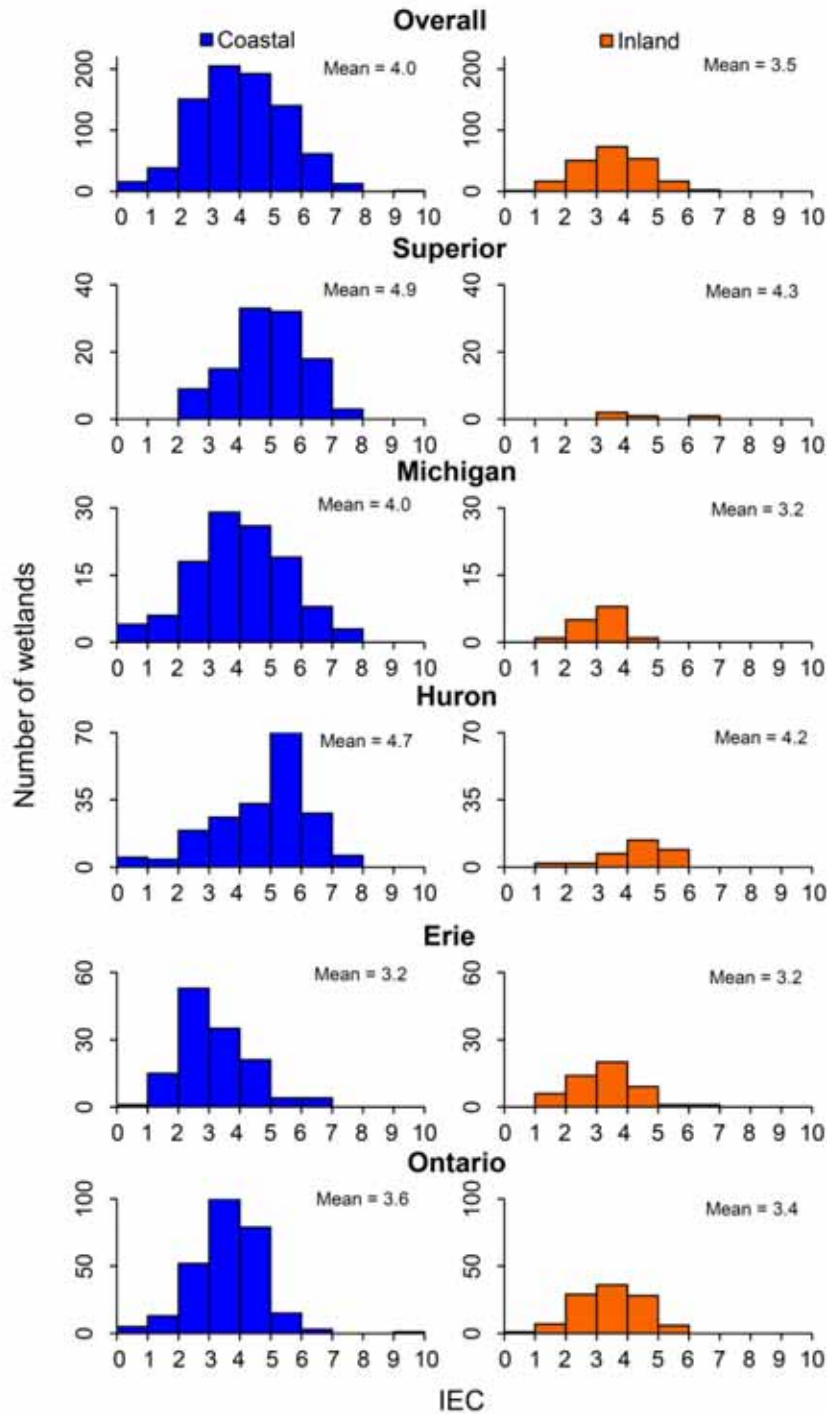 Overall
Coastal
Inland
Mean = 4.0
Mean = 3.5
0 100 200
0 1 2 3 4 5 6 7 8 9 10
0 100 200
0 1 2 3 4 5 6 7 8 9 10
Superior
Mean = 4.9
Mean = 4.3
0 20 40
0 1 2 3 4 5 6 7 8 9 10
0 20 40
0 1 2 3 4 5 6 7 8 9 10
Michigan
Mean = 4.0
Mean = 3.2
0 15 30
0 1 2 3 4 5 6 7 8 9 10
0 15 30
0 1 2 3 4 5 6 7 8 9 10
Number of wetlands
Huron
Mean = 4.7
Mean = 4.2
0 35 70
0 1 2 3 4 5 6 7 8 9 10
0 35 70
0 1 2 3 4 5 6 7 8 9 10
Erie
Mean = 3.2
Mean = 3.2
0 30 60
0 1 2 3 4 5 6 7 8 9 10
0 30 60
0 1 2 3 4 5 6 7 8 9 10
Ontario
Mean = 3.6
Mean = 3.4
0 50 100
0 1 2 3 4 5 6 7 8 9 10
0 50 100
0 1 2 3 4 5 6 7 8 9 10
IEC